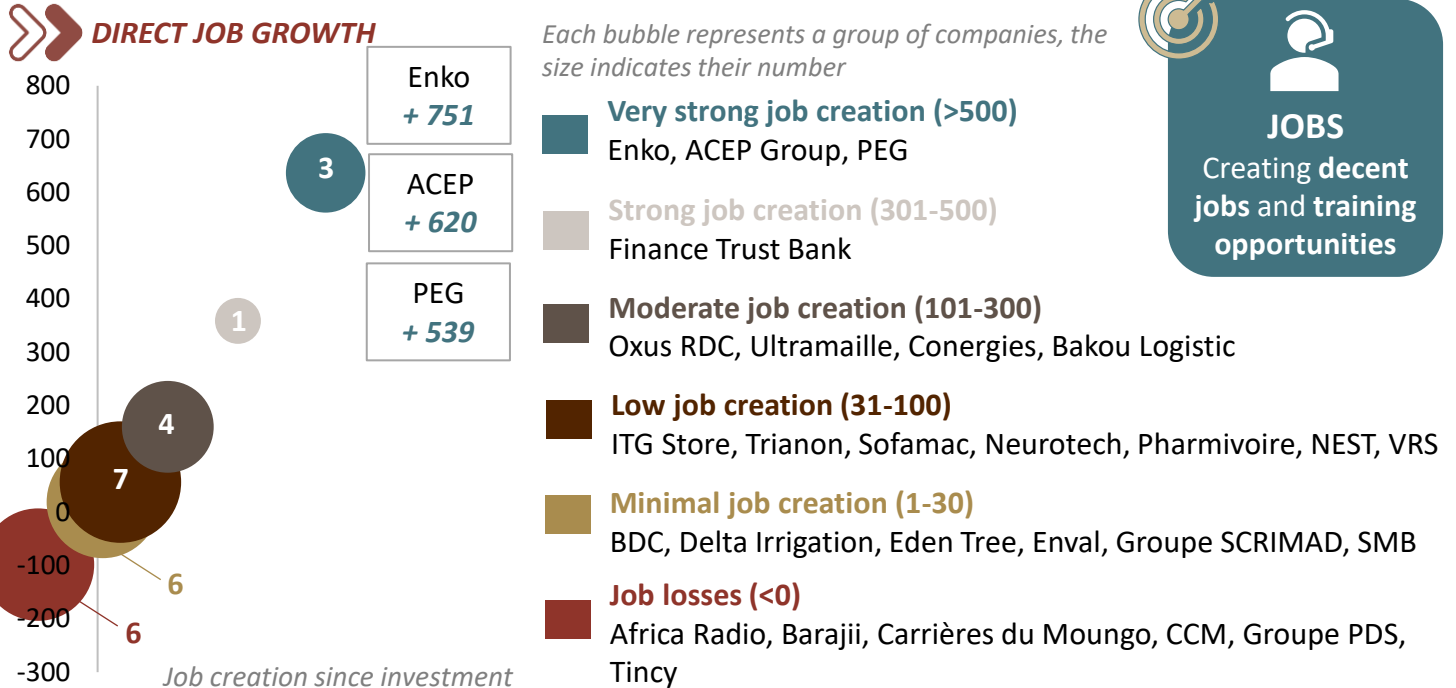 DIRECT JOB GROWTH
Each bubble represents a group of companies, the
size indicates their number
800
700
600
500
400
300
200
100
0
-100
-200
-300
3
1
4
7
6
6
Enko
+ 751
ACEP
+ 620
PEG
+ 539
Job creation since investment
Very strong job creation (>500)
Enko, ACEP Group, PEG
Strong job creation (301-500)
Finance Trust Bank
Moderate job creation (101-300)
Oxus RDC, Ultramaille, Conergies, Bakou Logistic
Low job creation (31-100)
ITG Store, Trianon, Sofamac, Neurotech, Pharmivoire, NEST, VRS
Minimal job creation (1-30)
BDC, Delta Irrigation, Eden Tree, Enval, Groupe SCRIMAD, SMB
Job losses (<0)
Africa Radio, Barajii, Carrières du Moungo, CCM, Groupe PDS,
Tincy
JOBS
Creating decent
jobs and training
opportunities